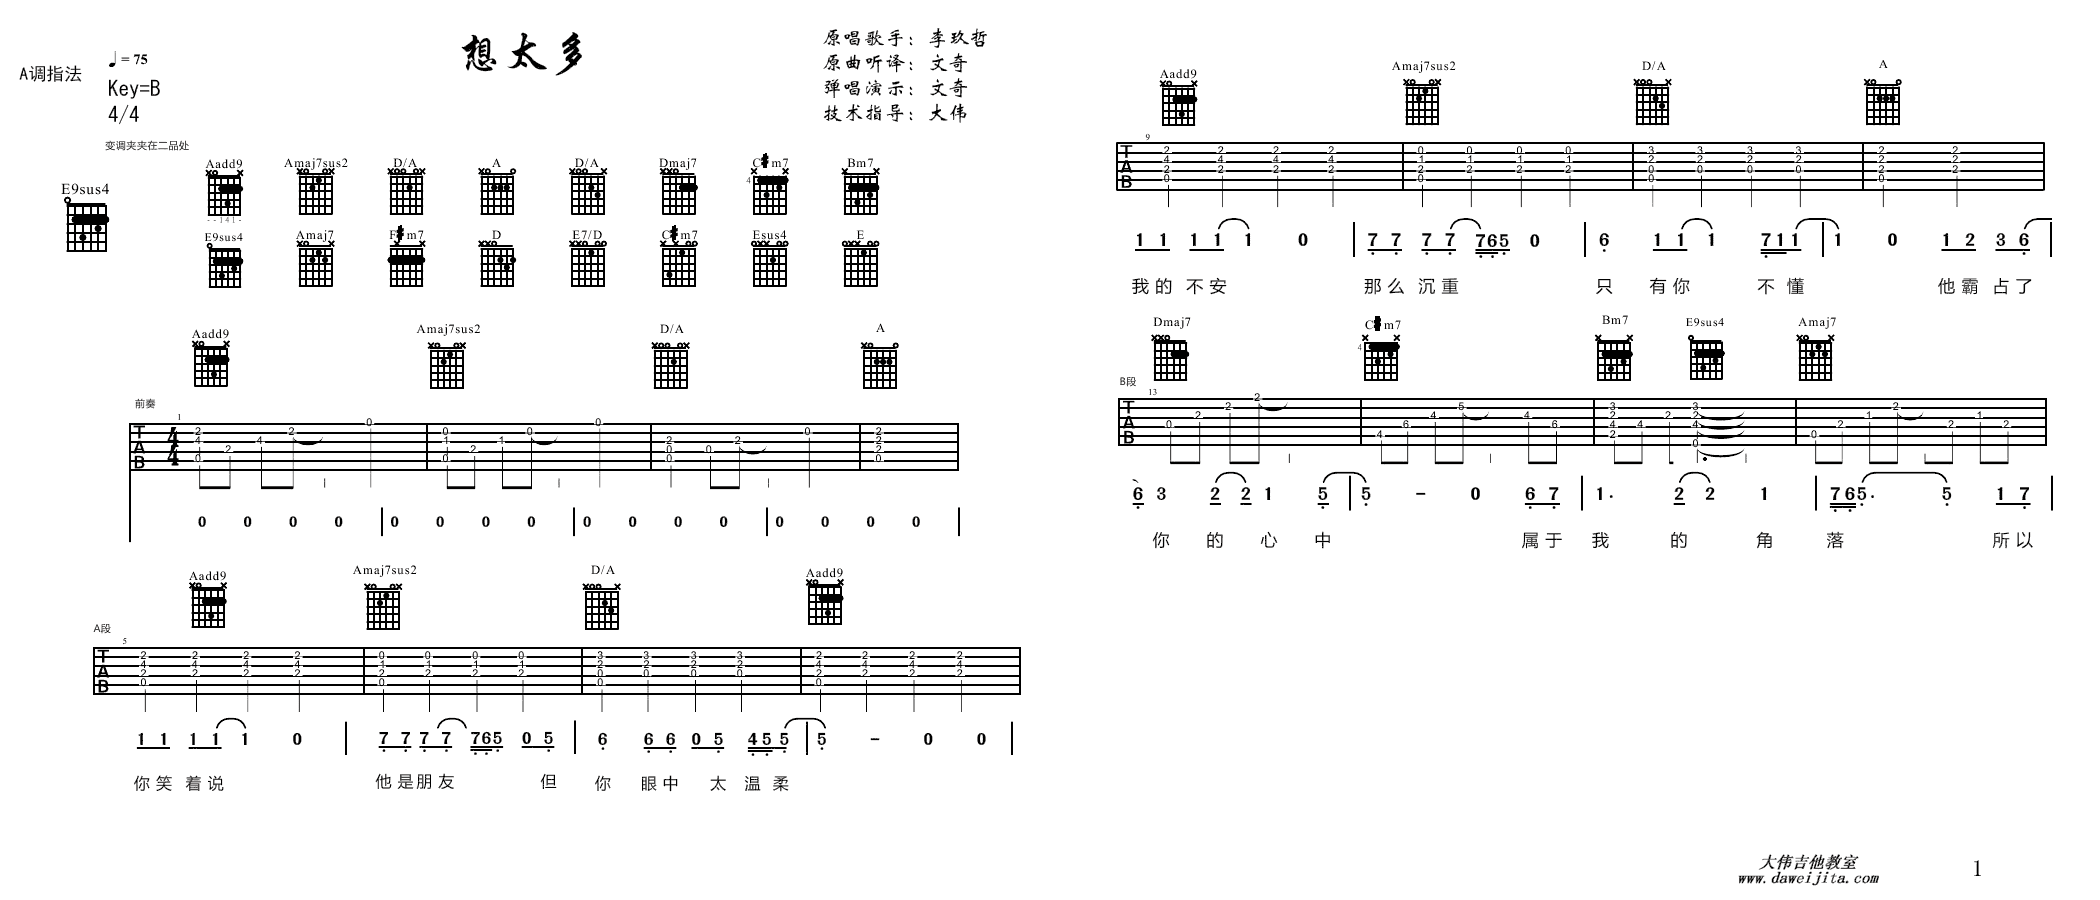 想太多
原唱歌手：李玖哲
原曲听译：文奇
弹唱演示：文奇
技术指导：大伟
A调指法
♩= 75
Key=B
4/4
变调夹夹在二品处
E9sus4
Aadd9 Amaj7sus2 D/A A D/A Dmaj7 C#m7 Bm7
4
--141-
E9sus4 Amaj7 F#m7 D E7/D C#m7 Esus4 E
Aadd9 Amaj7sus2 D/A A
前奏
1
T A B 4/4
0 0 0 0 | 0 0 0 0 | 0 0 0 0 | 0 0 0 0
Aadd9 Amaj7sus2 D/A Aadd9
A段
5
T A B
1 1 1 1 1 0 | 7 7 7 7 765 0 5 | 6 6 6 0 5 4 5 5 | 5 - 0 0
你笑着说 他是朋友 但 你 眼中 太 温柔
Aadd9 Amaj7sus2 D/A A
9
T A B
1 1 1 1 1 0 | 7 7 7 7 765 0 | 6 1 1 1 711 | 1 0 1 2 3 6
我的不安 那么沉重 只 有你 不懂 他霸占了
Dmaj7 C#m7 Bm7 E9sus4 Amaj7
4
B段
13
T A B
6 3 2 2 1 5 | 5 - 0 6 7 | 1. 2 2 1 | 765. 5 1 7
你 的 心 中 属于 我 的 角 落 所以
大伟吉他教室
www.daweijita.com
1